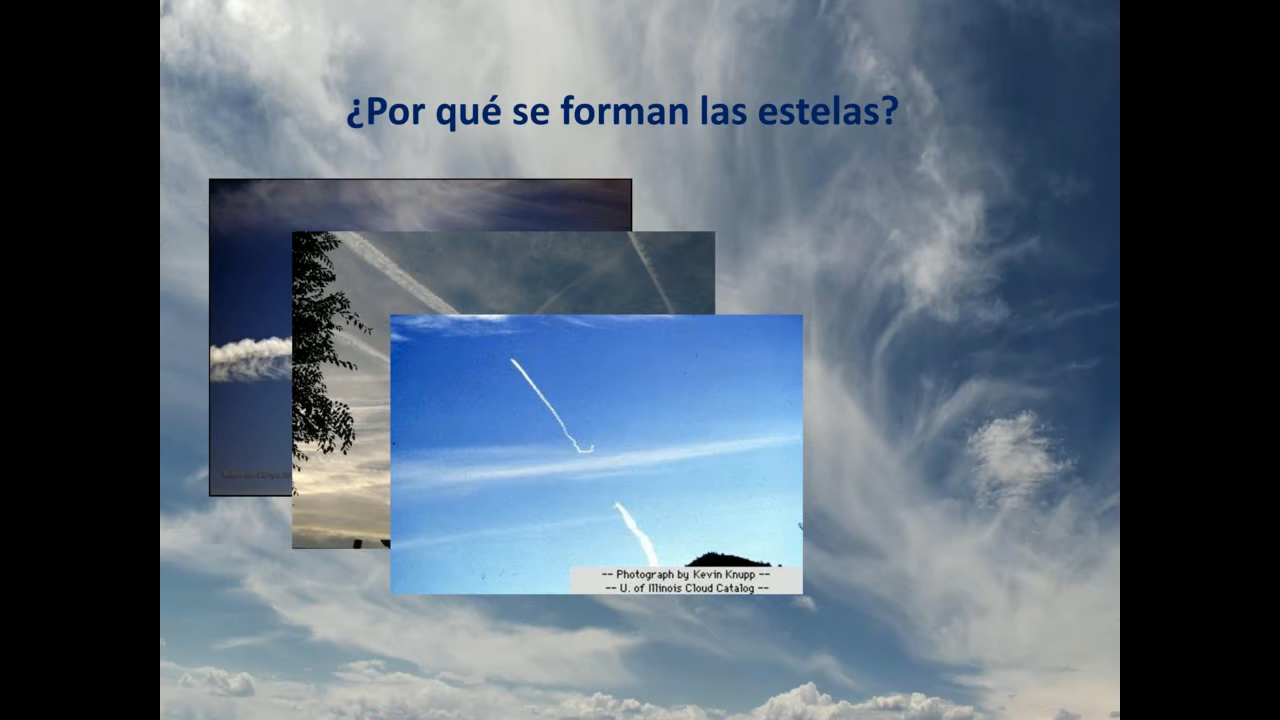 ¿Por qué se forman las estelas?
-- Photograph by Kevin Knupp --
-- U. of Illinois Cloud Catalog --